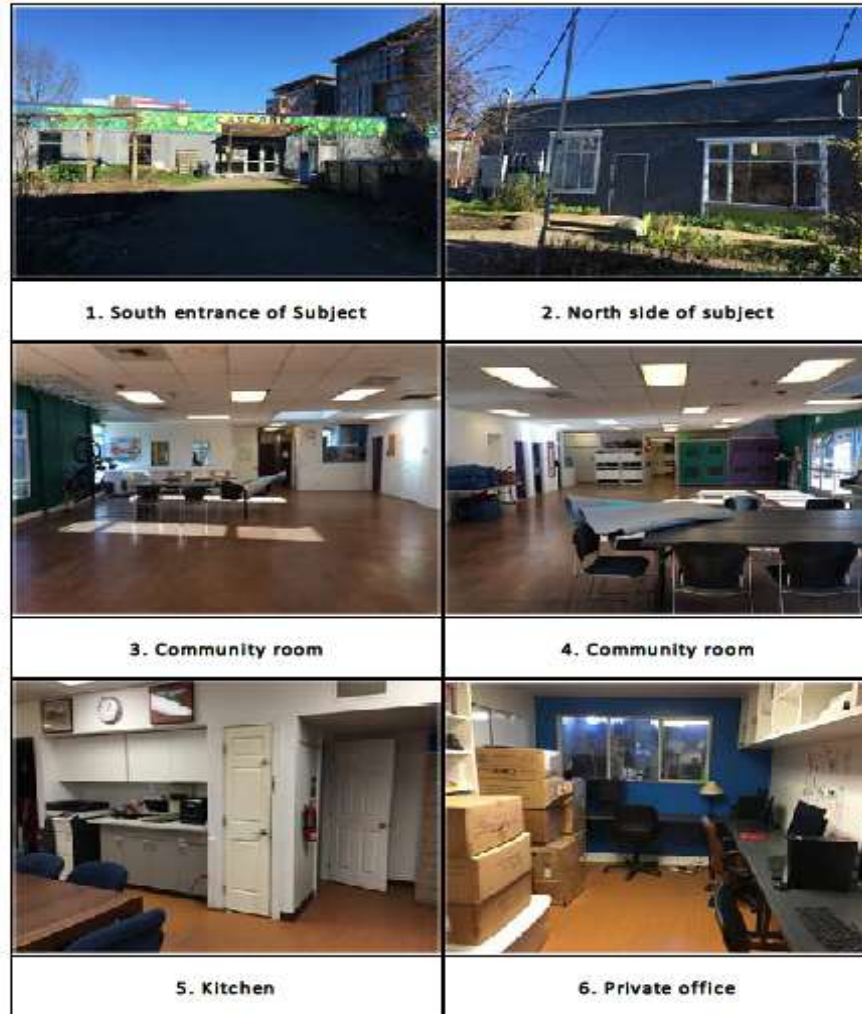 CASCADE
1. South entrance of Subject
2. North side of subject
3. Community room
4. Community room
5. Kitchen
6. Private office